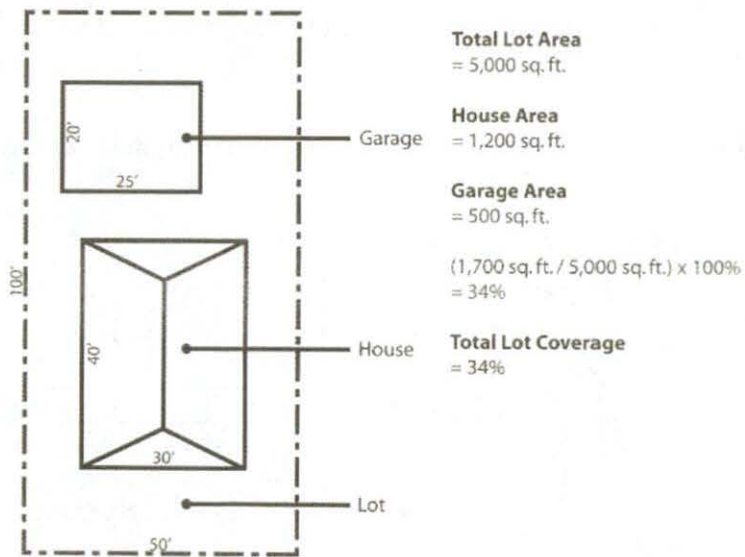 Total Lot Area
= 5,000 sq. ft.
House Area
= 1,200 sq. ft.
Garage Area
= 500 sq. ft.
(1,700 sq. ft. / 5,000 sq. ft.) x 100%
= 34%
Total Lot Coverage
= 34%
20'
25'
Garage
100'
40'
30'
House
Lot
50'